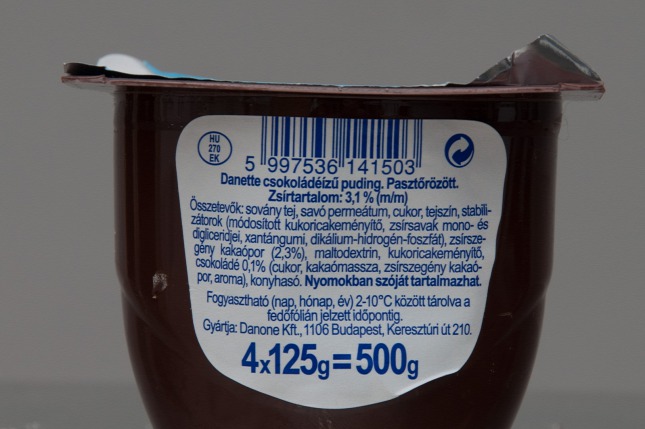 HU
270
EK
5 997536 141503
Danette csokoládéízű puding. Pasztőrözött.
Zsírtartalom: 3,1 % (m/m)
Összetevők: sovány tej, savó permeátum, cukor, tejszín, stabili-
zátorok (módosított kukoricakeményítő, zsírsavak mono- és
digliceridjei, xantángumi, dikálium-hidrogén-foszfát), zsírsze-
gény kakaópor (2,3%), maltodextrin, kukoricakeményítő,
csokoládé 0,1% (cukor, kakaómassza, zsírszegény kakaó-
por, aroma), konyhasó. Nyomokban szóját tartalmazhat.
Fogyasztható (nap, hónap, év) 2-10°C között tárolva a
fedőfólián jelzett időpontig.
Gyártja: Danone Kft., 1106 Budapest, Keresztúri út 210.
4x125g=500g